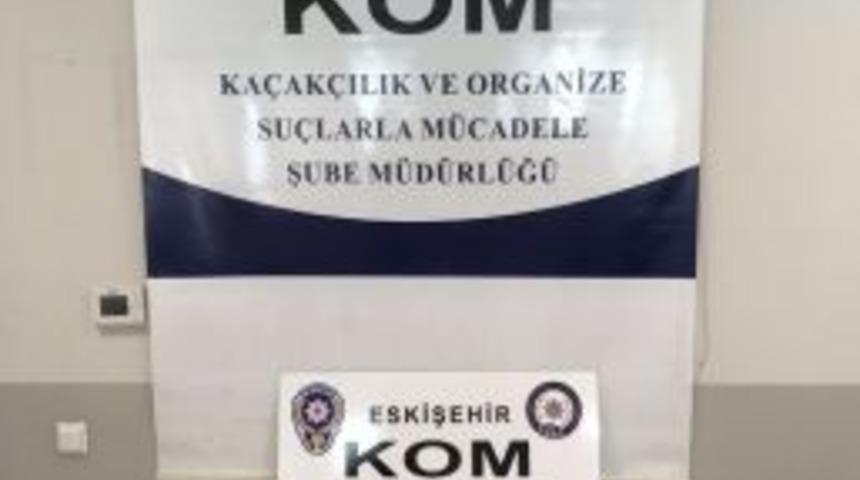 KOM
KAÇAKÇILIK VE ORGANİZE
SUÇLARLA MÜCADELE
ŞUBE MÜDÜRLÜĞÜ
ESKİŞEHİR
KOM